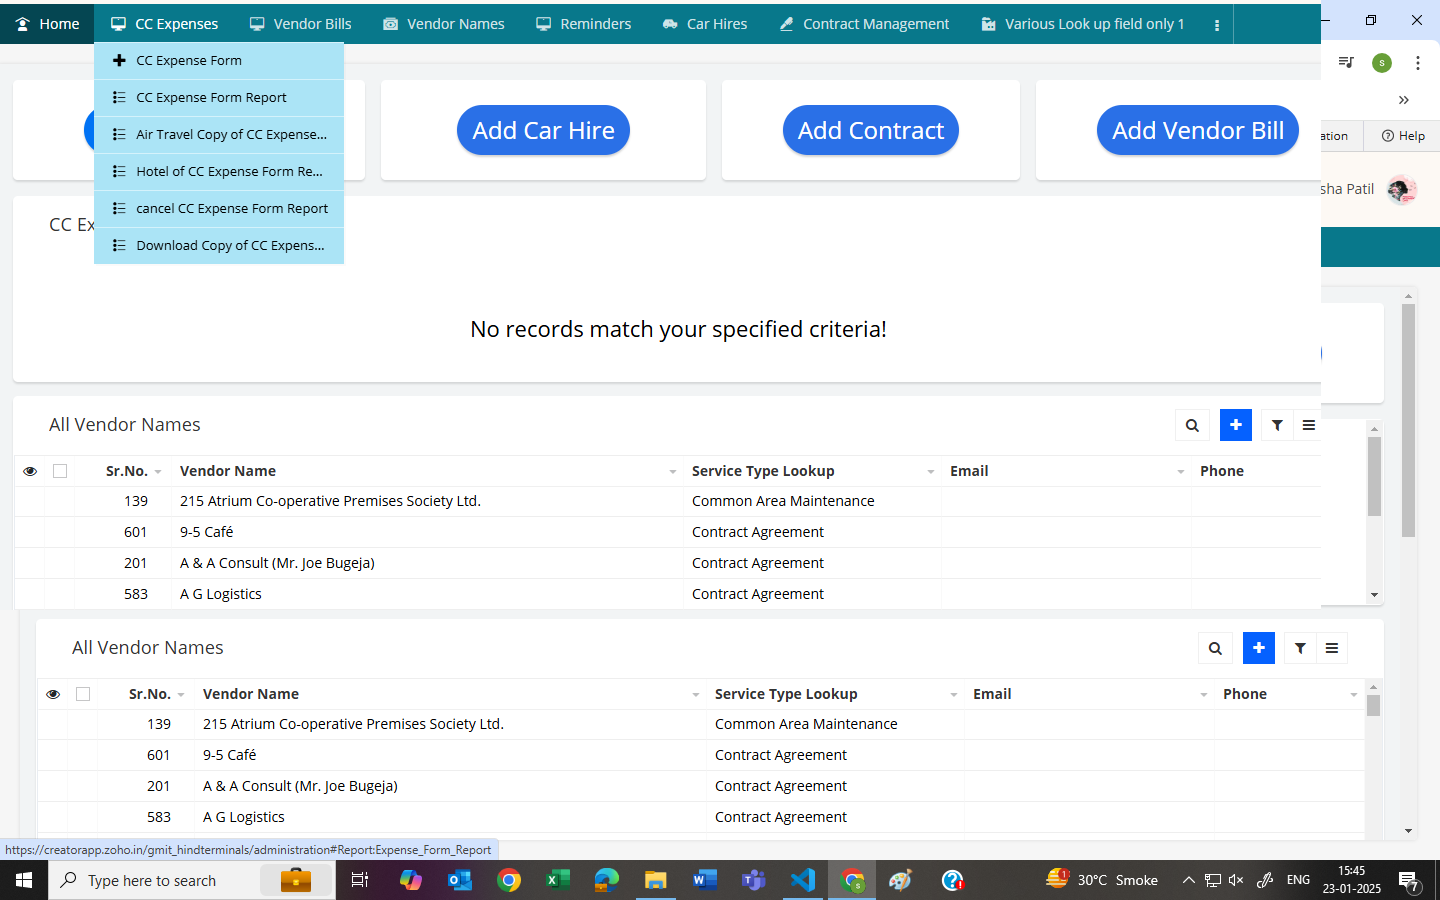 Home CC Expenses Vendor Bills Vendor Names Reminders Car Hires Contract Management Various Look up field only 1
CC Expense Form
CC Expense Form Report
Air Travel Copy of CC Expense...
Hotel of CC Expense Form Re...
cancel CC Expense Form Report
Download Copy of CC Expens...
s
ation Help
sha Patil
Add Car Hire Add Contract Add Vendor Bill
CC Ex
No records match your specified criteria!
All Vendor Names
Sr.No. Vendor Name Service Type Lookup Email Phone
139 215 Atrium Co-operative Premises Society Ltd. Common Area Maintenance
601 9-5 Café Contract Agreement
201 A & A Consult (Mr. Joe Bugeja) Contract Agreement
583 A G Logistics Contract Agreement
All Vendor Names
Sr.No. Vendor Name Service Type Lookup Email Phone
139 215 Atrium Co-operative Premises Society Ltd. Common Area Maintenance
601 9-5 Café Contract Agreement
201 A & A Consult (Mr. Joe Bugeja) Contract Agreement
583 A G Logistics Contract Agreement
https://creatorapp.zoho.in/gmit_hindterminals/administration#Report:Expense_Form_Report
Type here to search 1 30°C Smoke ENG 15:45
23-01-2025 7